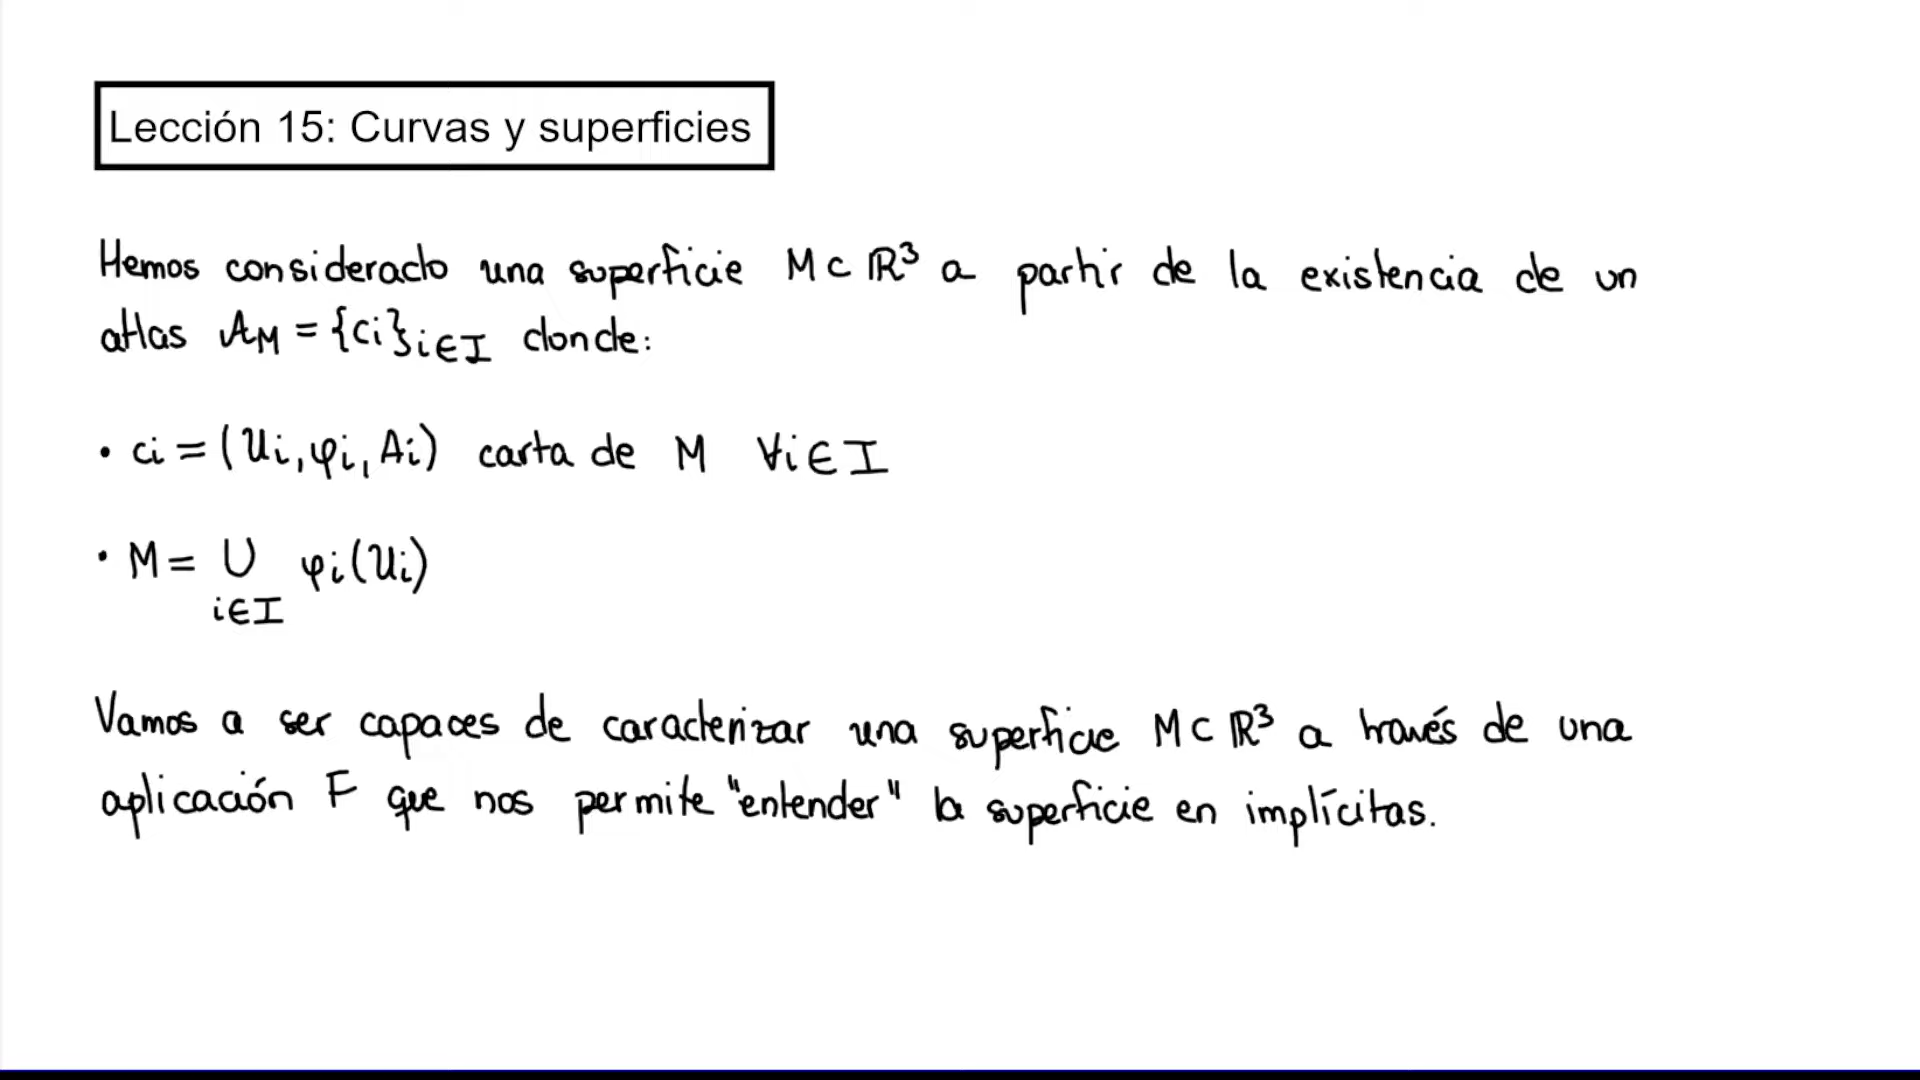 Lección 15: Curvas y superficies
Hemos considerado una superficie M ⊂ ℝ³ a partir de la existencia de un
atlas 𝒜_M = {ci}_{i∈I} donde:
• ci = (𝒰i, φi, Ai) carta de M ∀i ∈ I
• M = ∪_{i∈I} φi(𝒰i)
Vamos a ser capaces de caracterizar una superficie M ⊂ ℝ³ a través de una
aplicación F que nos permite "entender" la superficie en implícitas.